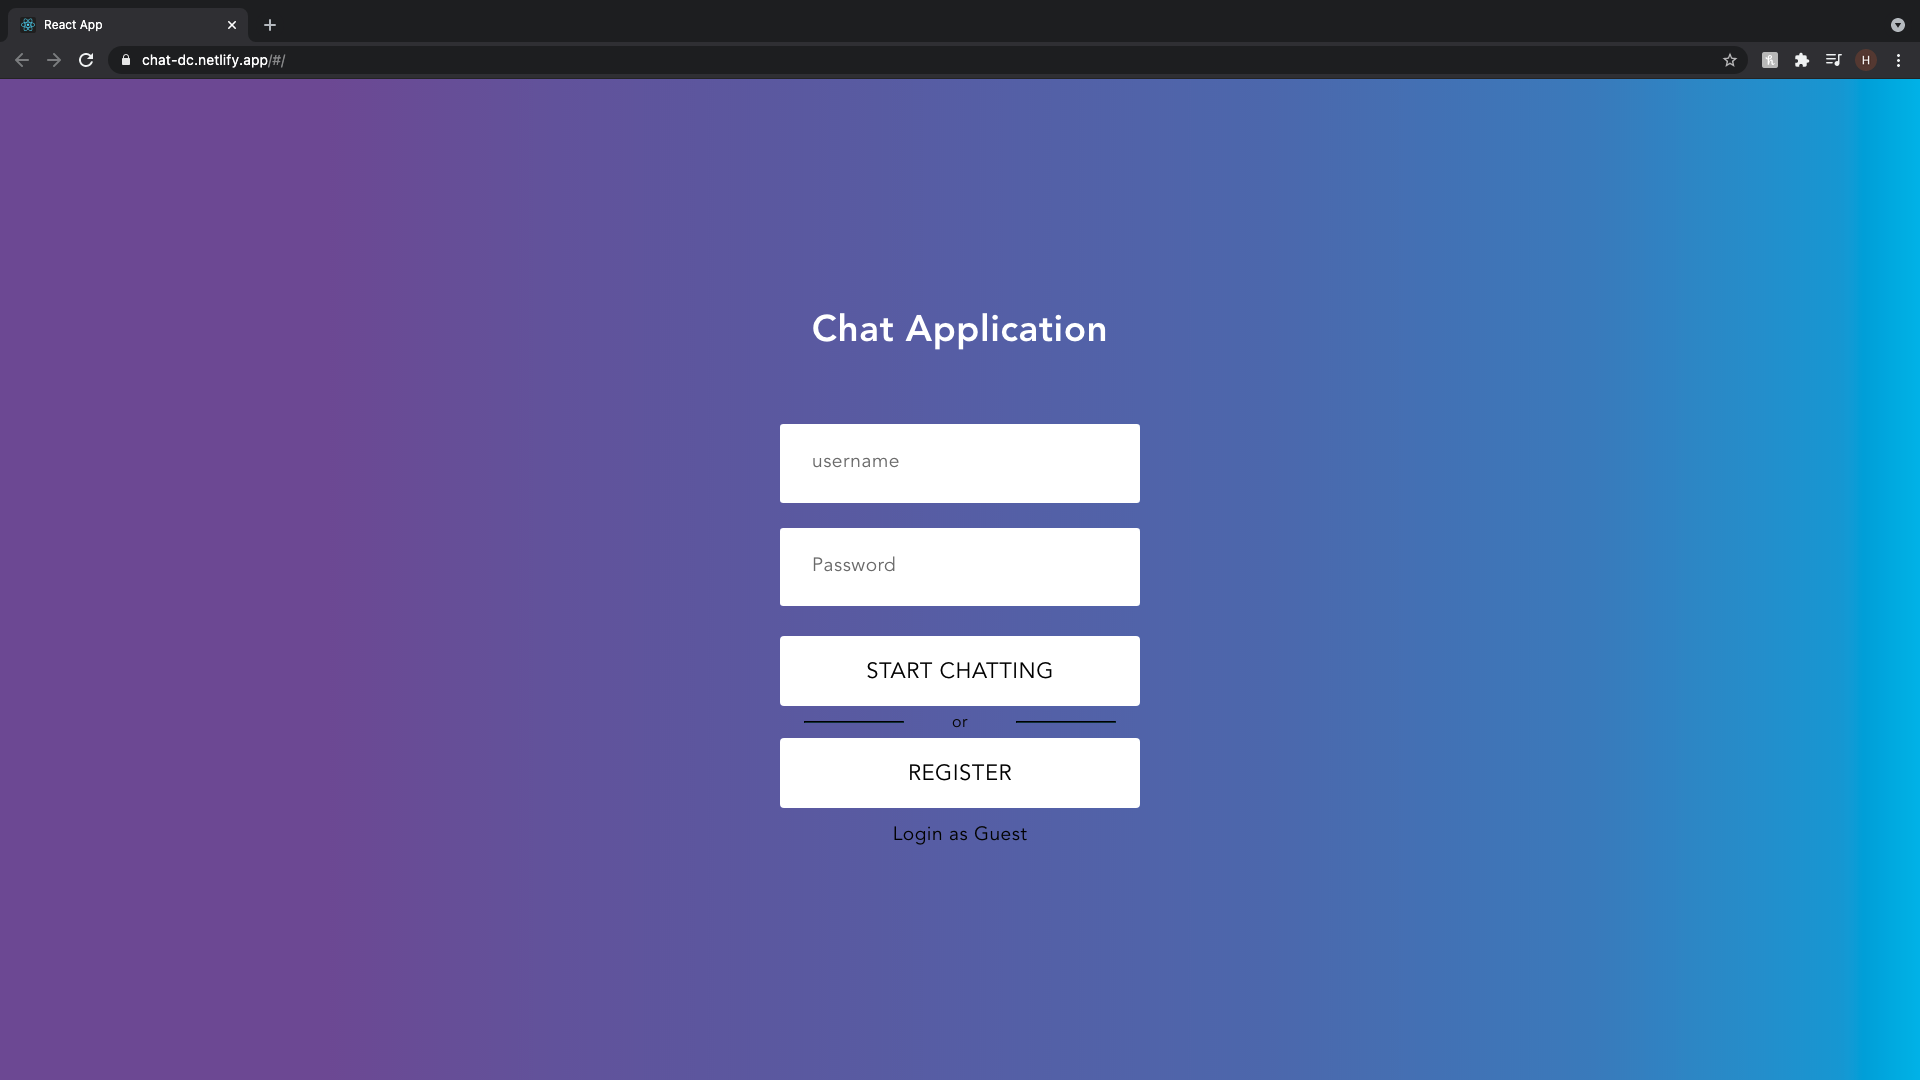 React App
chat-dc.netlify.app/#/
H
Chat Application
username
Password
START CHATTING
or
REGISTER
Login as Guest